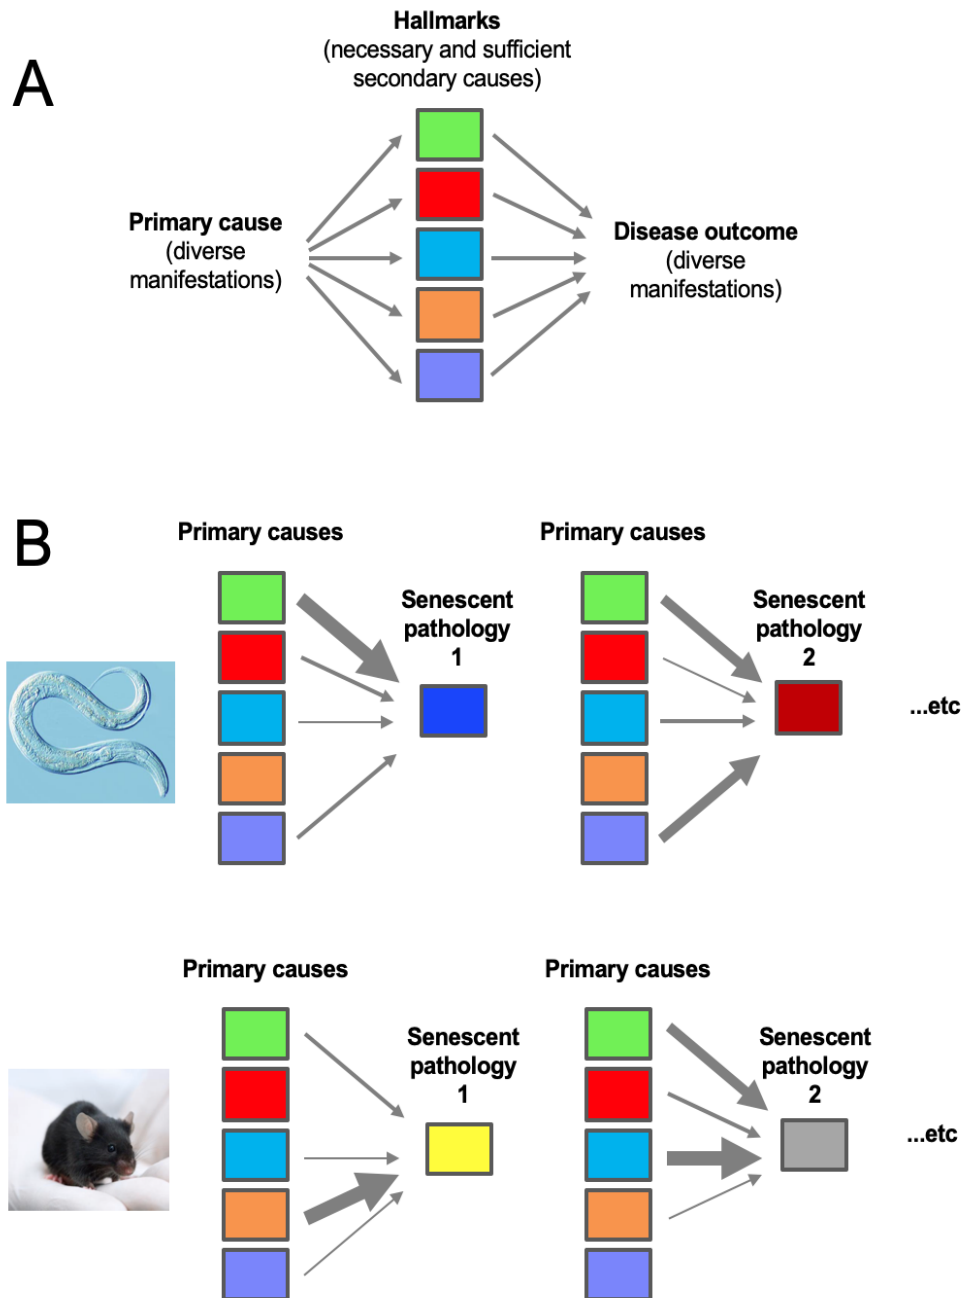 A
Hallmarks
(necessary and sufficient
secondary causes)
Primary cause
(diverse
manifestations)
Disease outcome
(diverse
manifestations)
B
Primary causes
Senescent
pathology
1
Primary causes
Senescent
pathology
2
...etc
Primary causes
Senescent
pathology
1
Primary causes
Senescent
pathology
2
...etc